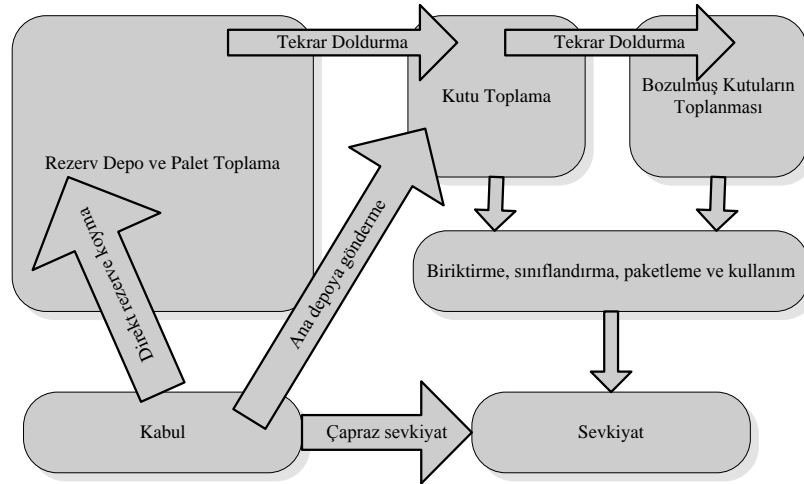 Tekrar Doldurma
Tekrar Doldurma
Kutu Toplama
Bozulmuş Kutuların
Toplanması
Rezerv Depo ve Palet Toplama
Direkt rezerve koyma
Ana depoya gönderme
Biriktirme, sınıflandırma, paketleme ve kullanım
Kabul
Çapraz sevkiyat
Sevkiyat